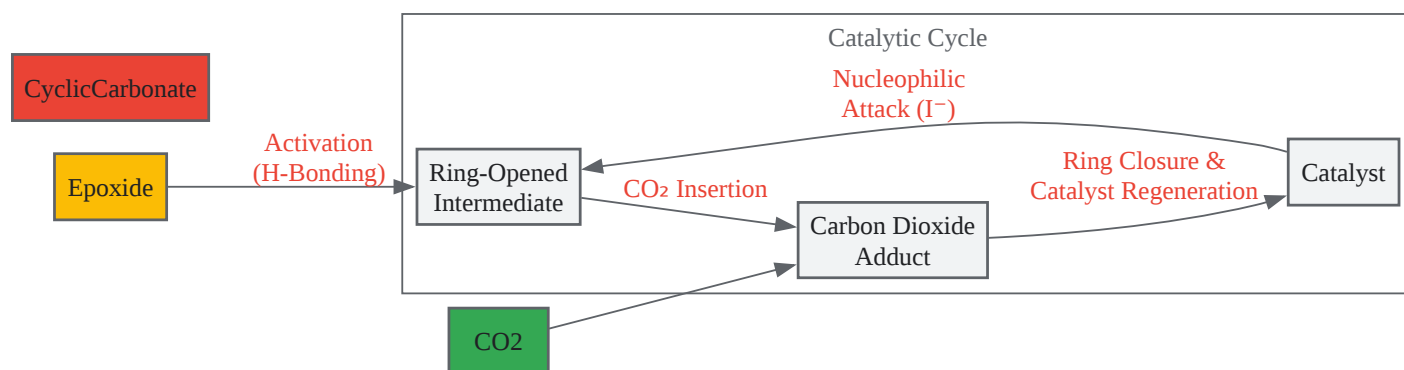 Catalytic Cycle
CyclicCarbonate
Nucleophilic
Attack (I⁻)
Activation
(H-Bonding)
Epoxide
Ring-Opened
Intermediate
CO₂ Insertion
Ring Closure &
Catalyst Regeneration
Catalyst
Carbon Dioxide
Adduct
CO2